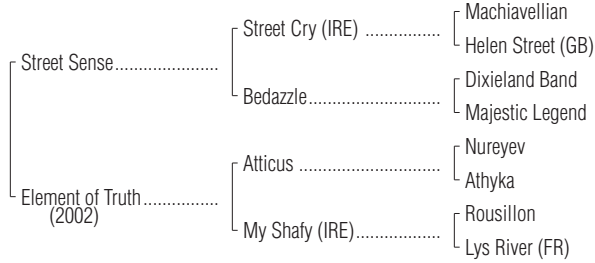 Machiavellian
Street Cry (IRE) ..................
Helen Street (GB)
Street Sense......................
Dixieland Band
Bedazzle............................
Majestic Legend
Nureyev
Atticus ..............................
Athyka
Element of Truth................
(2002)
Rousillon
My Shafy (IRE)..................
Lys River (FR)